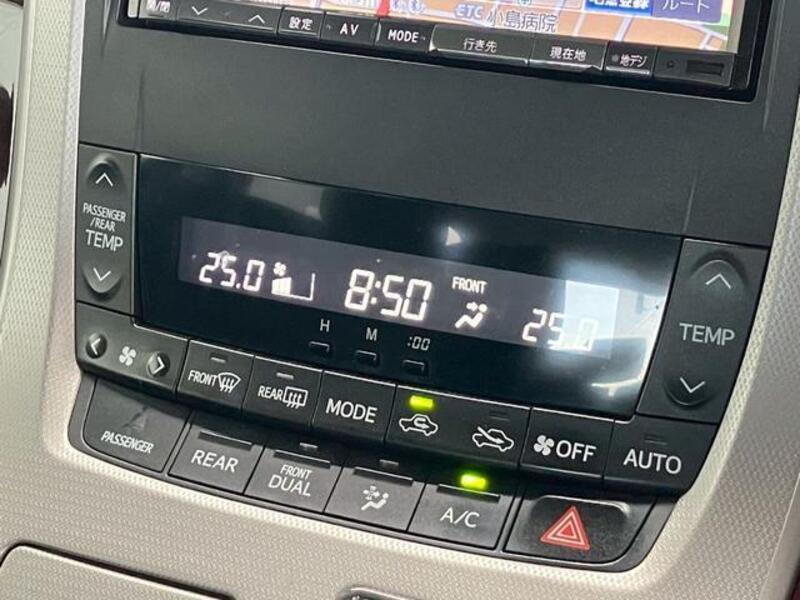 ETC 小島病院
ルート
開/閉 設定 AV MODE 行き先 現在地 地デジ
PASSENGER
/REAR
TEMP
25.0 8:50 FRONT 25.0
TEMP
H M :00
FRONT REAR MODE OFF AUTO
PASSENGER REAR FRONT DUAL A/C